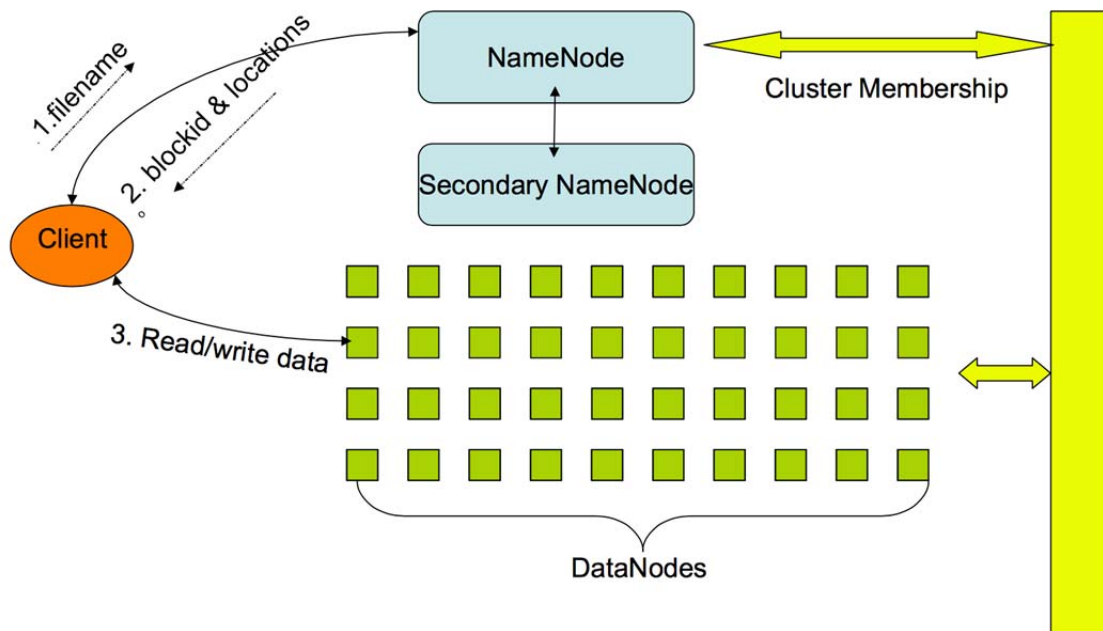 NameNode
Cluster Membership
1.filename
2. blockid & locations
Secondary NameNode
Client
3. Read/write data
DataNodes